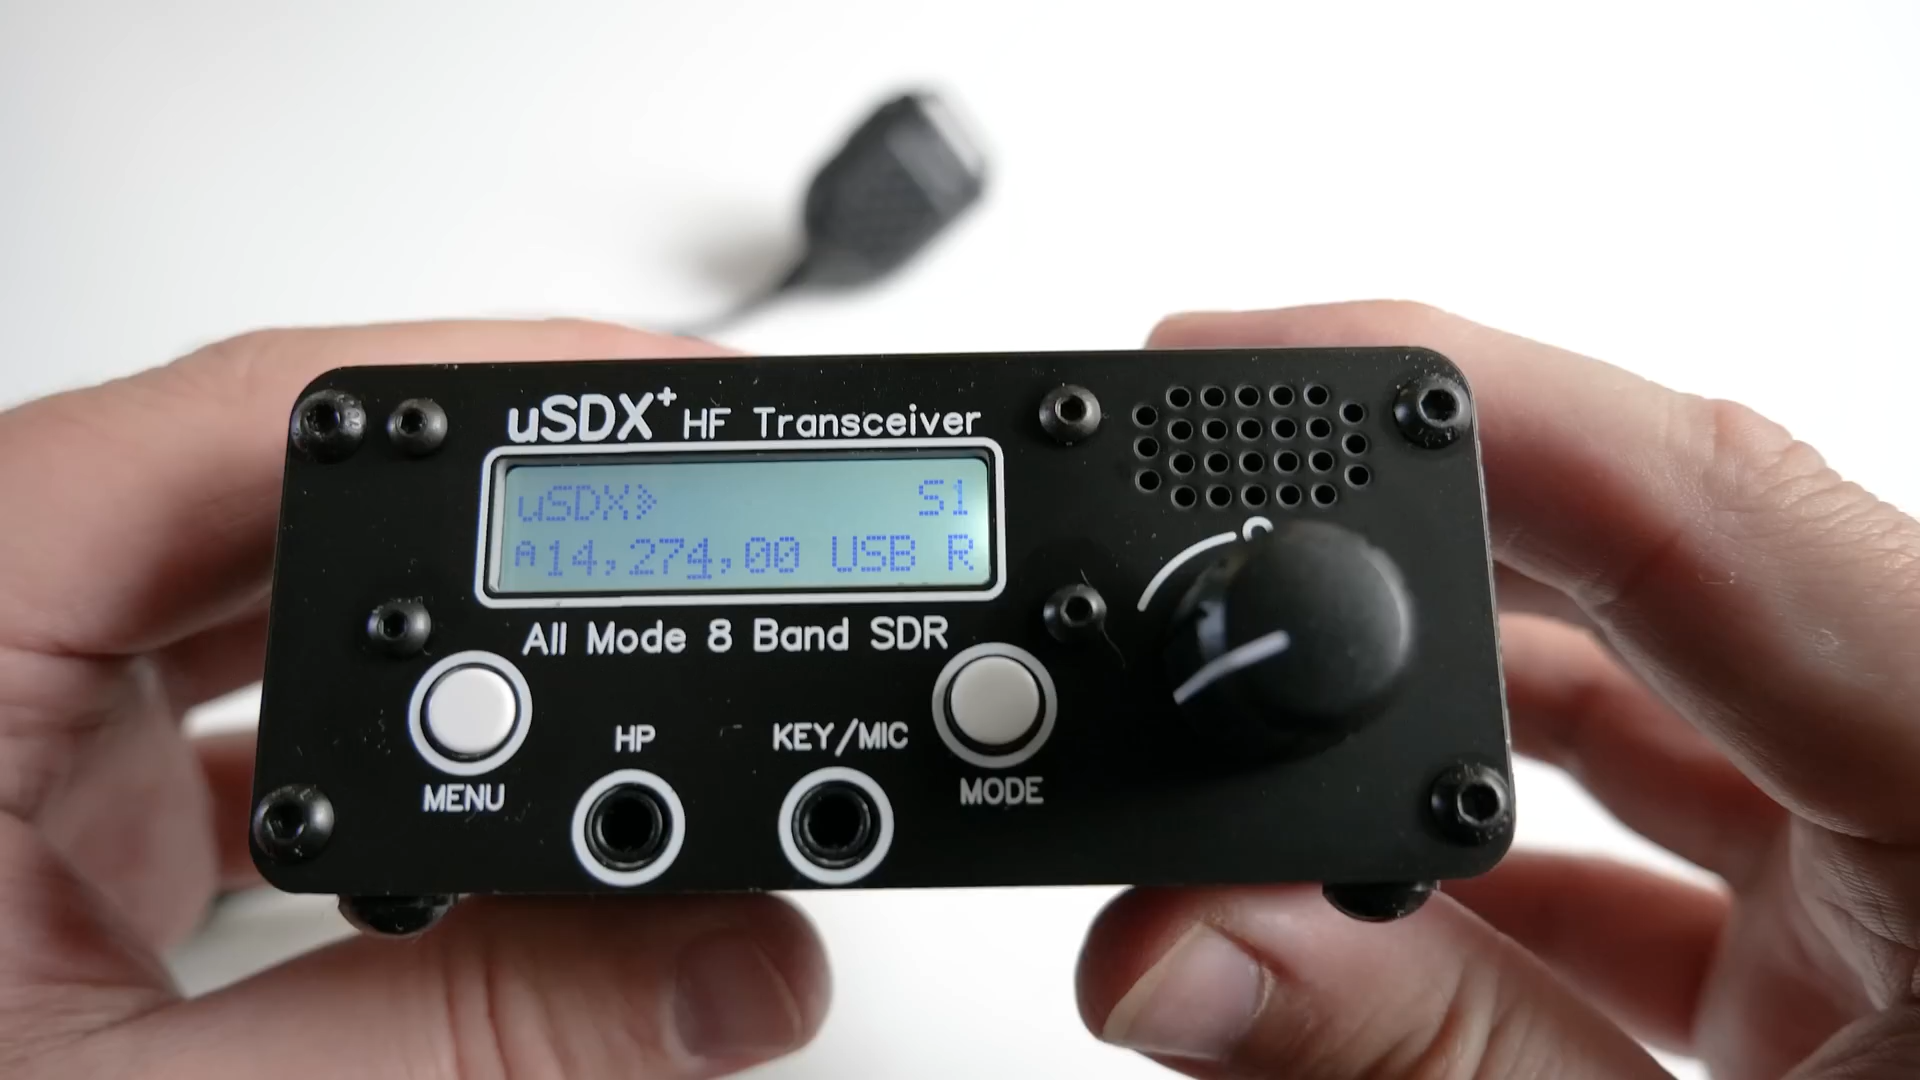 uSDX+ HF Transceiver
uSDX» S1
A14,274,00 USB R
All Mode 8 Band SDR
MENU
HP
KEY/MIC
MODE